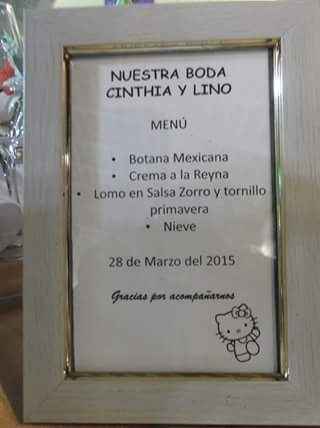 NUESTRA BODA
CINTHIA Y LINO
MENÚ
• Botana Mexicana
• Crema a la Reyna
• Lomo en Salsa Zorro y tornillo
primavera
• Nieve
28 de Marzo del 2015
Gracias por acompañarnos